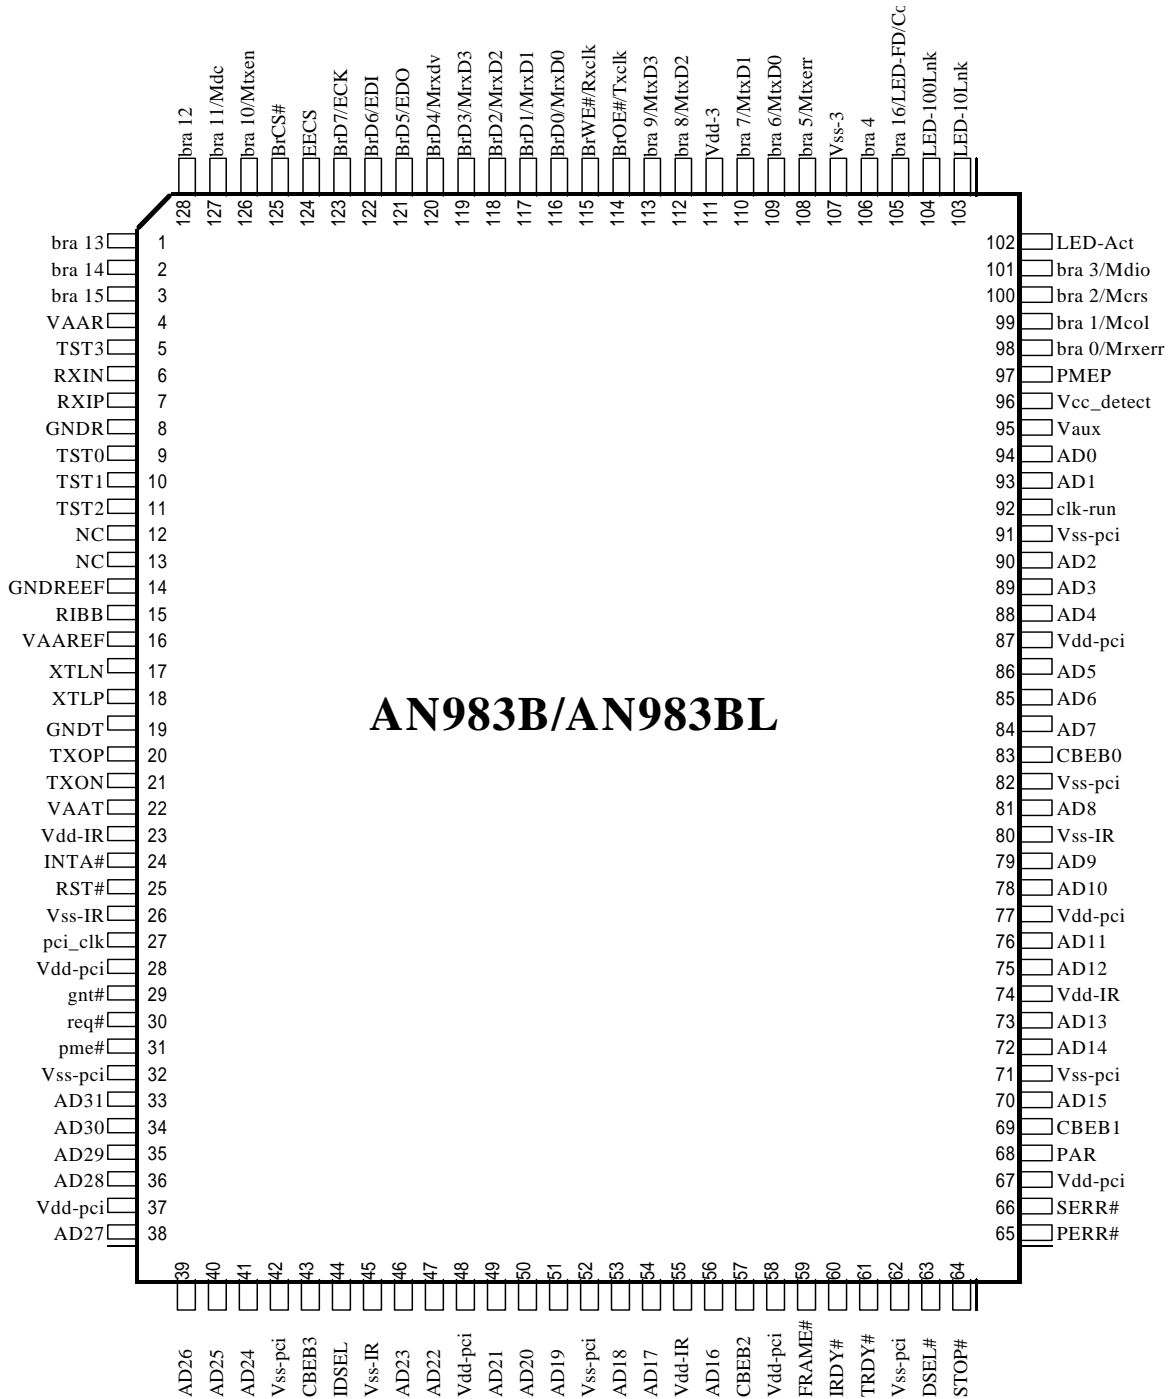 bra 12
bra 11/Mdc
bra 10/Mtxen
BrCS#
EECS
BrD7/ECK
BrD6/EDI
BrD5/EDO
BrD4/Mrxdv
BrD3/MrxD3
BrD2/MrxD2
BrD1/MrxD1
BrD0/MrxD0
BrWE#/Rxclk
BrOE#/Txclk
bra 9/MtxD3
bra 8/MtxD2
Vdd-3
bra 7/MtxD1
bra 6/MtxD0
bra 5/Mtxerr
Vss-3
bra 4
bra 16/LED-FD/Cc
LED-100Lnk
LED-10Lnk
128
127
126
125
124
123
122
121
120
119
118
117
116
115
114
113
112
111
110
109
108
107
106
105
104
103
bra 13 1
bra 14 2
bra 15 3
VAAR 4
TST3 5
RXIN 6
RXIP 7
GNDR 8
TST0 9
TST1 10
TST2 11
NC 12
NC 13
GNDREEF 14
RIBB 15
VAAREF 16
XTLN 17
XTLP 18
GNDT 19
TXOP 20
TXON 21
VAAT 22
Vdd-IR 23
INTA# 24
RST# 25
Vss-IR 26
pci_clk 27
Vdd-pci 28
gnt# 29
req# 30
pme# 31
Vss-pci 32
AD31 33
AD30 34
AD29 35
AD28 36
Vdd-pci 37
AD27 38
AN983B/AN983BL
102 LED-Act
101 bra 3/Mdio
100 bra 2/Mcrs
99 bra 1/Mcol
98 bra 0/Mrxerr
97 PMEP
96 Vcc_detect
95 Vaux
94 AD0
93 AD1
92 clk-run
91 Vss-pci
90 AD2
89 AD3
88 AD4
87 Vdd-pci
86 AD5
85 AD6
84 AD7
83 CBEB0
82 Vss-pci
81 AD8
80 Vss-IR
79 AD9
78 AD10
77 Vdd-pci
76 AD11
75 AD12
74 Vdd-IR
73 AD13
72 AD14
71 Vss-pci
70 AD15
69 CBEB1
68 PAR
67 Vdd-pci
66 SERR#
65 PERR#
39
40
41
42
43
44
45
46
47
48
49
50
51
52
53
54
55
56
57
58
59
60
61
62
63
64
AD26
AD25
AD24
Vss-pci
CBEB3
IDSEL
Vss-IR
AD23
AD22
Vdd-pci
AD21
AD20
AD19
Vss-pci
AD18
AD17
Vdd-IR
AD16
CBEB2
Vdd-pci
FRAME#
IRDY#
TRDY#
Vss-pci
DSEL#
STOP#